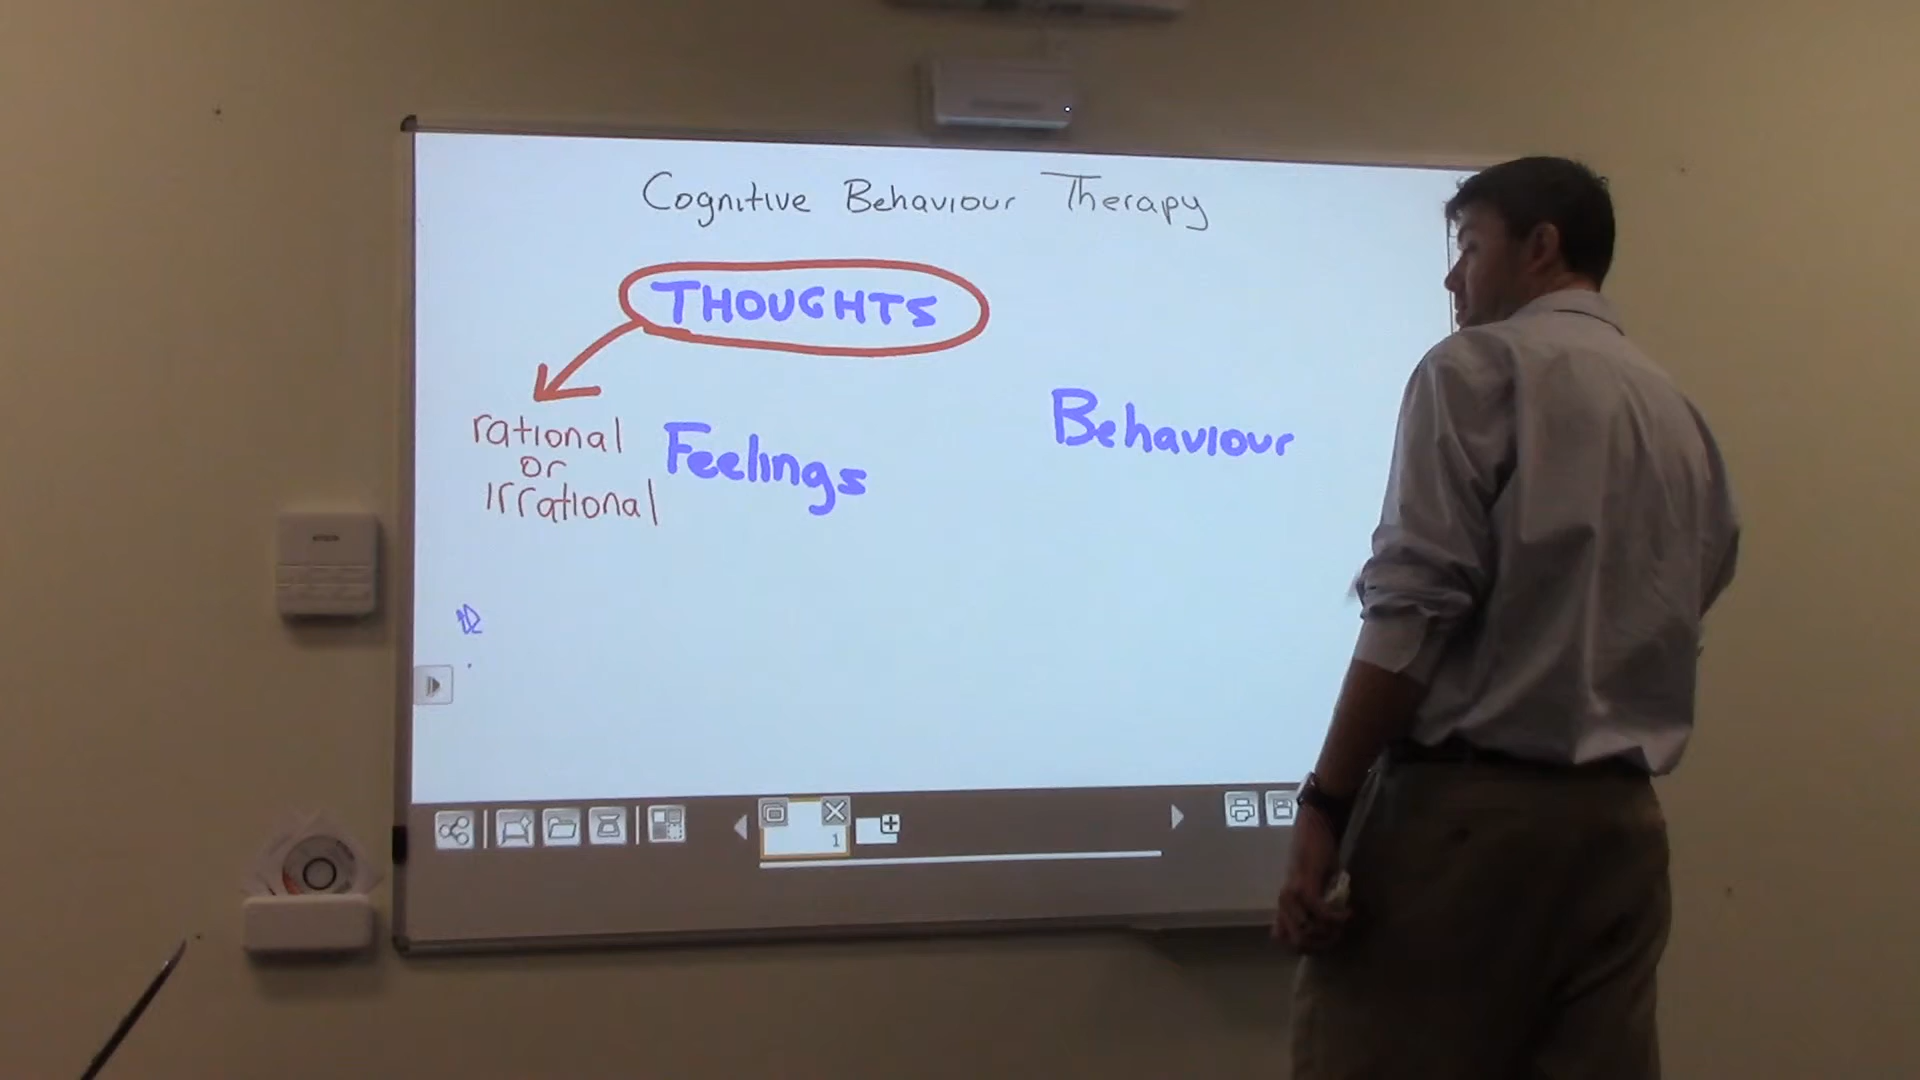 Cognitive Behaviour Therapy
THOUGHTS
rational
or
irrational
Feelings
Behaviour
1